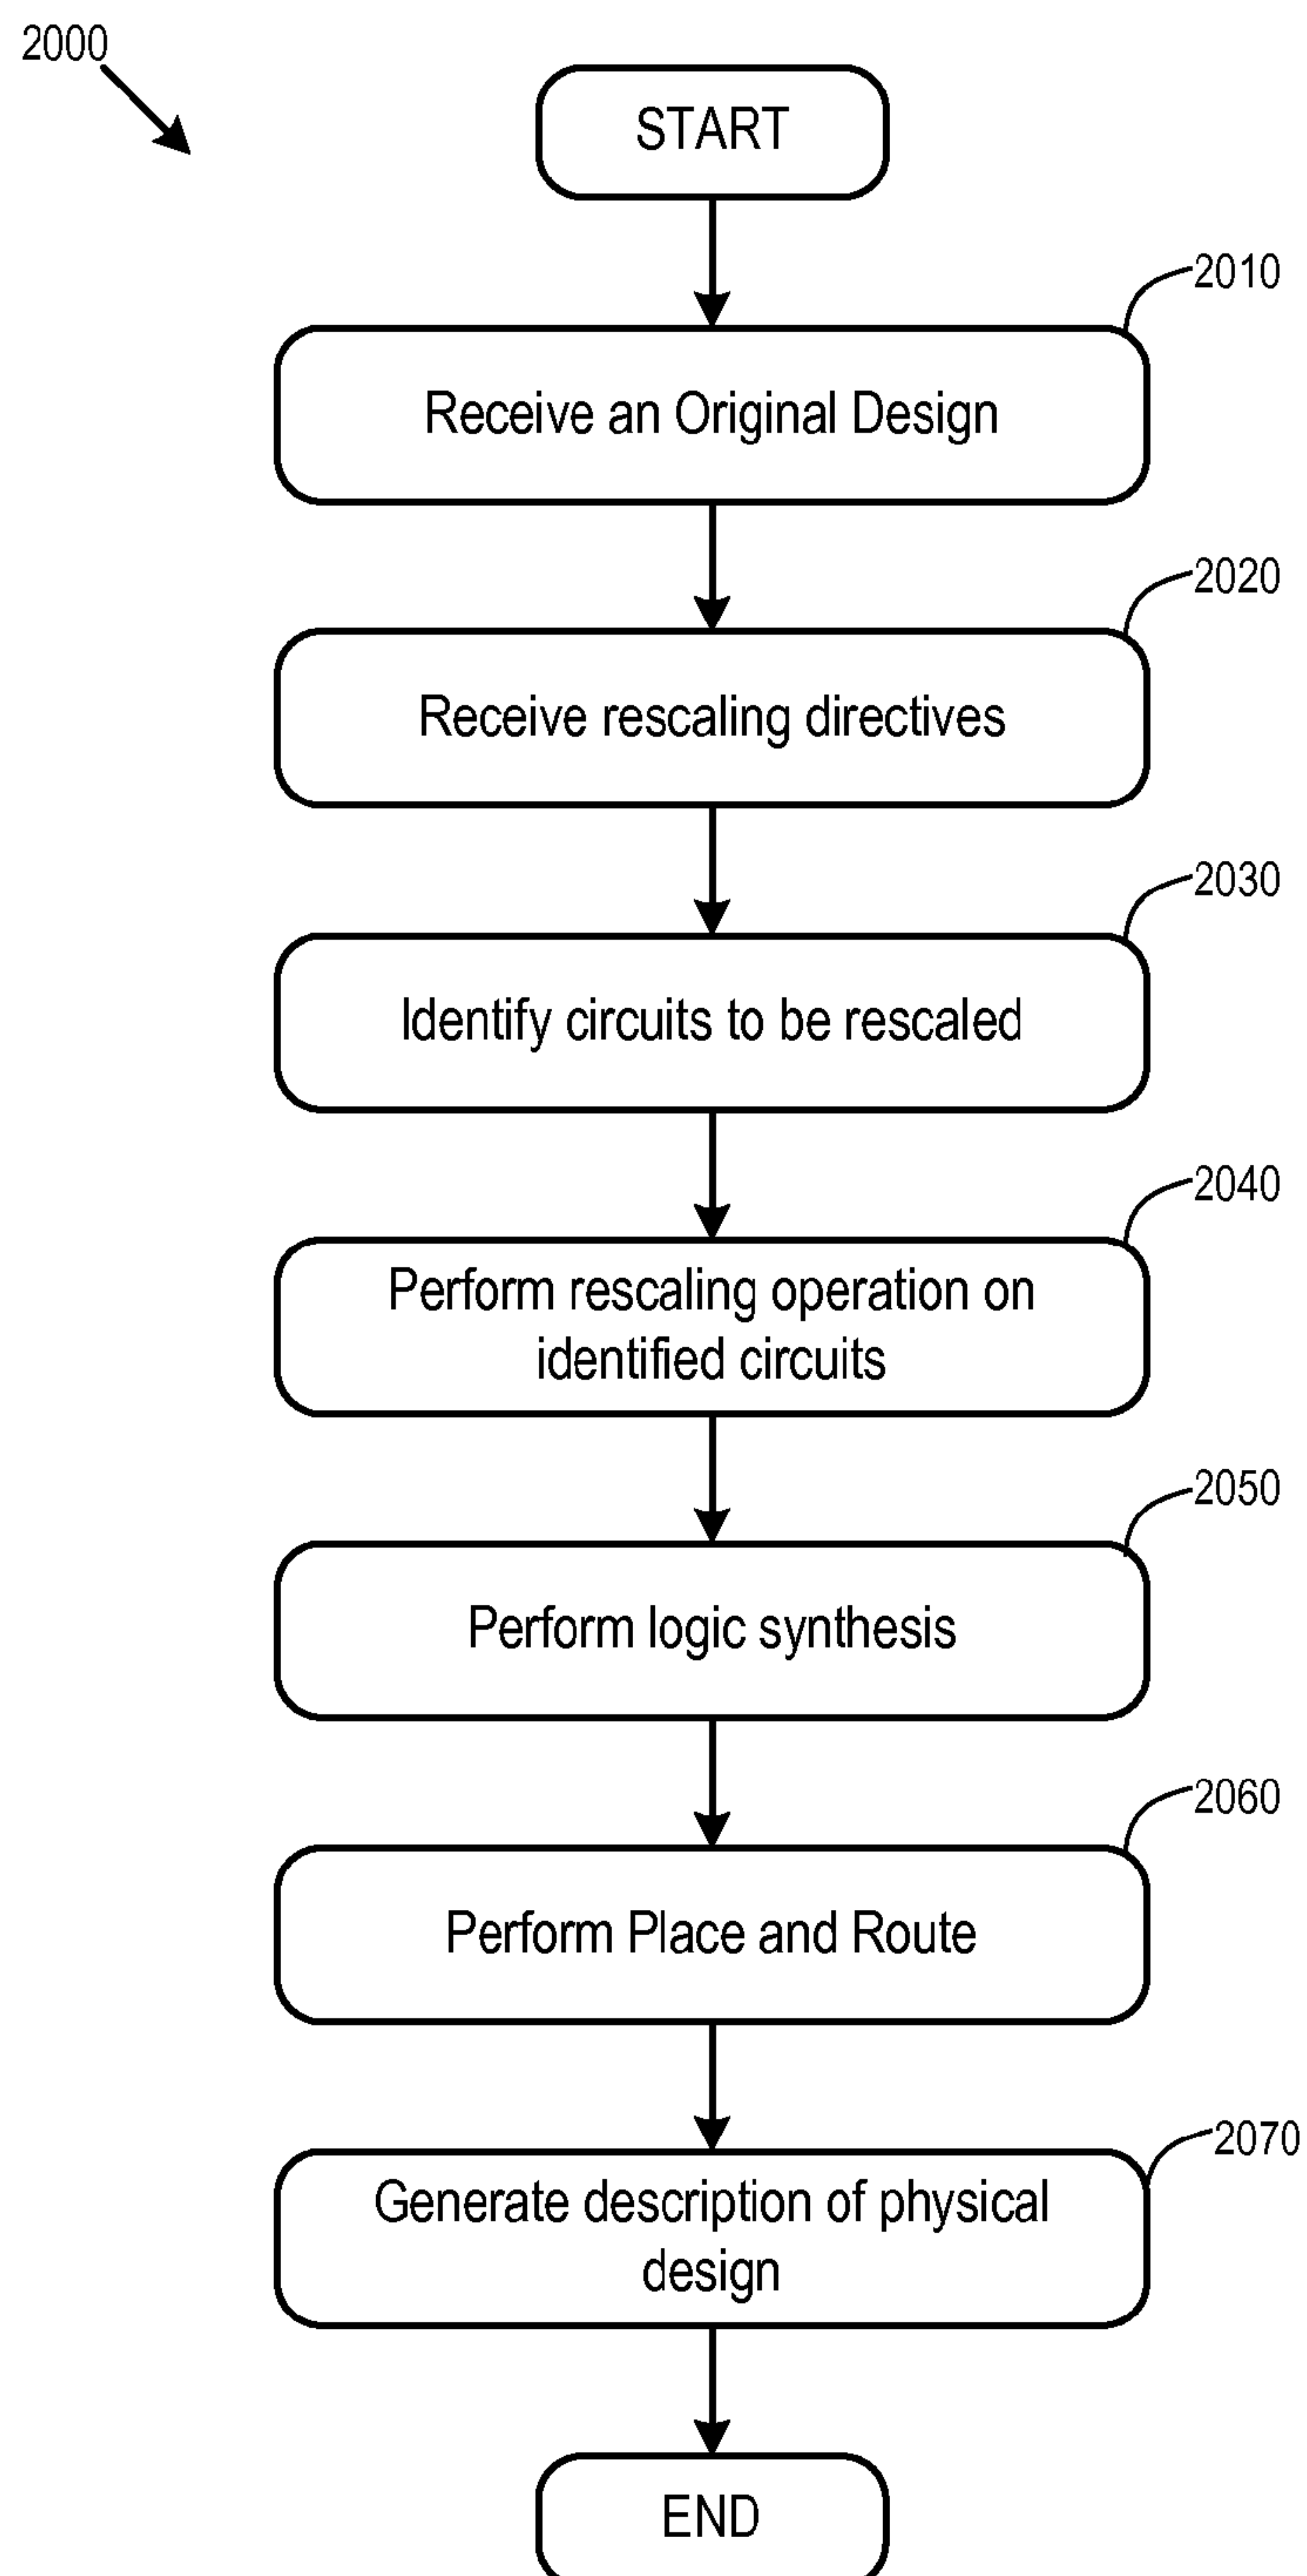 2000
START
2010
Receive an Original Design
2020
Receive rescaling directives
2030
Identify circuits to be rescaled
2040
Perform rescaling operation on
identified circuits
2050
Perform logic synthesis
2060
Perform Place and Route
2070
Generate description of physical
design
END